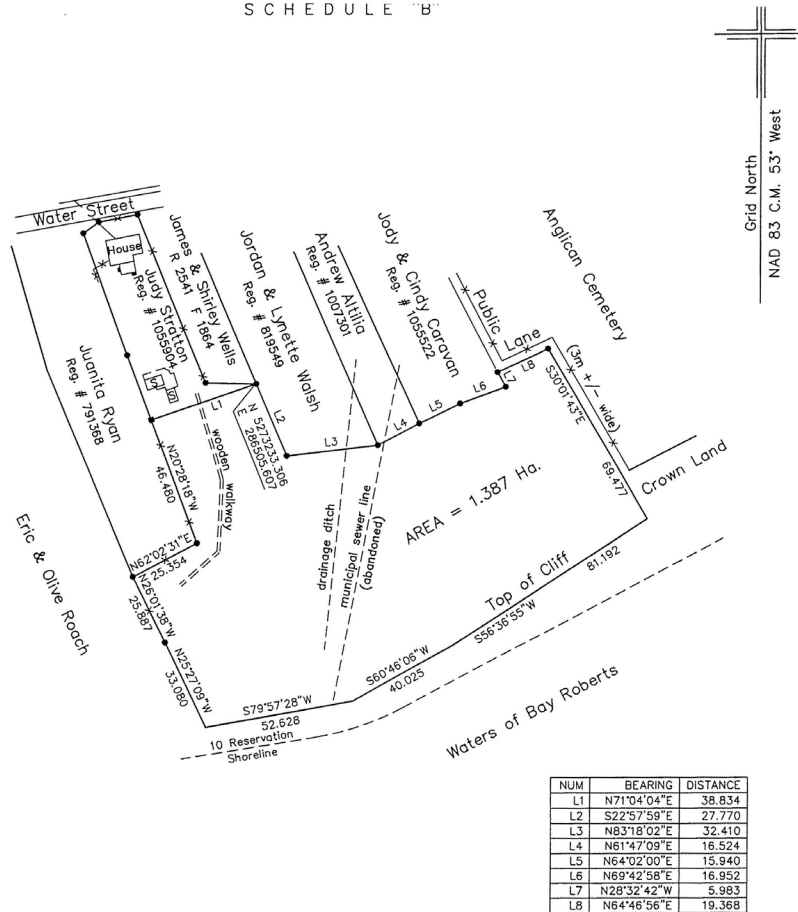 SCHEDULE "B"
Grid North
NAD 83 C.M. 53° West
Water Street
House
Judy Stratton
Reg. # 1055904
James & Shirley Wells
R 2541 F 1864
Jordan & Lynette Walsh
Reg. # 819549
Andrew Altilia
Reg. # 1007301
Jody & Cindy Caravan
Reg. # 1055522
Anglican Cemetery
Public Lane
(3m +/- wide)
Juanita Ryan
Reg. # 791368
Eric & Olive Roach
L1
L2
L3
L4
L5
L6
L7
L8
S30°01'43"E
69.477
Crown Land
N 5273233.306
E 286505.607
wooden walkway
N20°28'18"W
46.480
N62°02'31"E
25.354
N26°01'38"W
25.887
N25°27'09"W
33.080
drainage ditch
municipal sewer line
(abandoned)
AREA = 1.387 Ha.
Top of Cliff
81.192
S56°36'55"W
S60°46'06"W
40.025
S79°57'28"W
52.628
10 Reservation
Shoreline
Waters of Bay Roberts
NUM BEARING DISTANCE
L1 N71°04'04"E 38.834
L2 S22°57'59"E 27.770
L3 N83°18'02"E 32.410
L4 N61°47'09"E 16.524
L5 N64°02'00"E 15.940
L6 N69°42'58"E 16.952
L7 N28°32'42"W 5.983
L8 N64°46'56"E 19.368